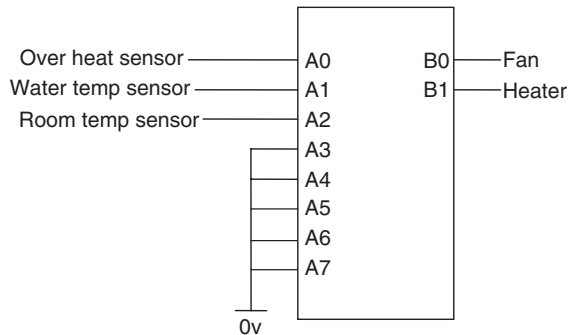 Over heat sensor A0 B0 Fan
Water temp sensor A1 B1 Heater
Room temp sensor A2
A3
A4
A5
A6
A7
0v